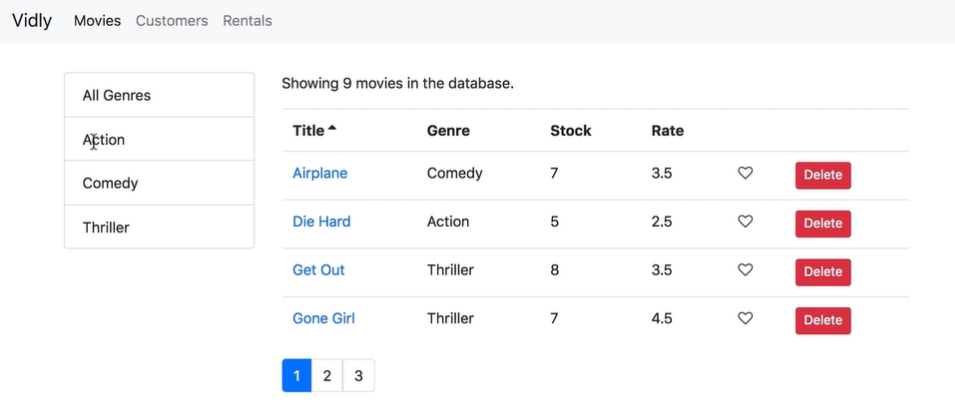 Vidly Movies Customers Rentals
All Genres
Action
Comedy
Thriller
Showing 9 movies in the database.
Title Genre Stock Rate
Airplane Comedy 7 3.5 Delete
Die Hard Action 5 2.5 Delete
Get Out Thriller 8 3.5 Delete
Gone Girl Thriller 7 4.5 Delete
1 2 3